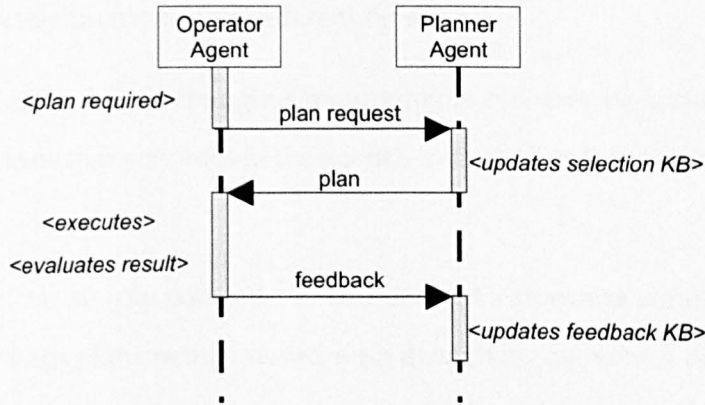 Operator
Agent
Planner
Agent
<plan required>
plan request
<updates selection KB>
plan
<executes>
<evaluates result>
feedback
<updates feedback KB>